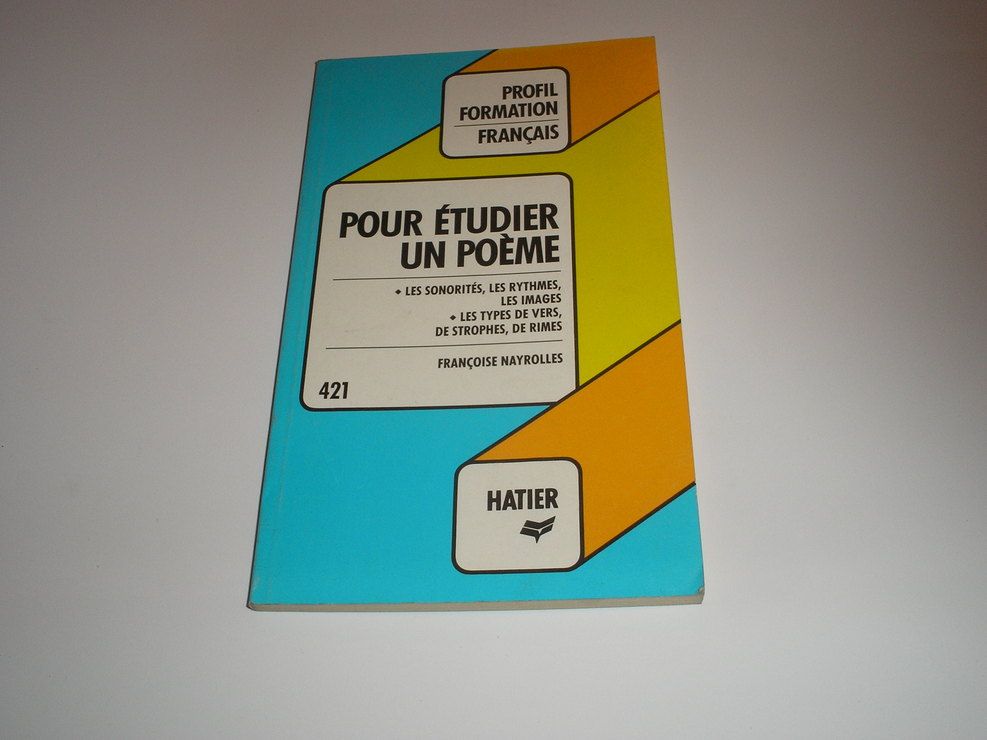 PROFIL
FORMATION
FRANÇAIS
POUR ÉTUDIER
UN POÈME
◆ LES SONORITÉS, LES RYTHMES,
LES IMAGES
◆ LES TYPES DE VERS,
DE STROPHES, DE RIMES
FRANÇOISE NAYROLLES
421
HATIER